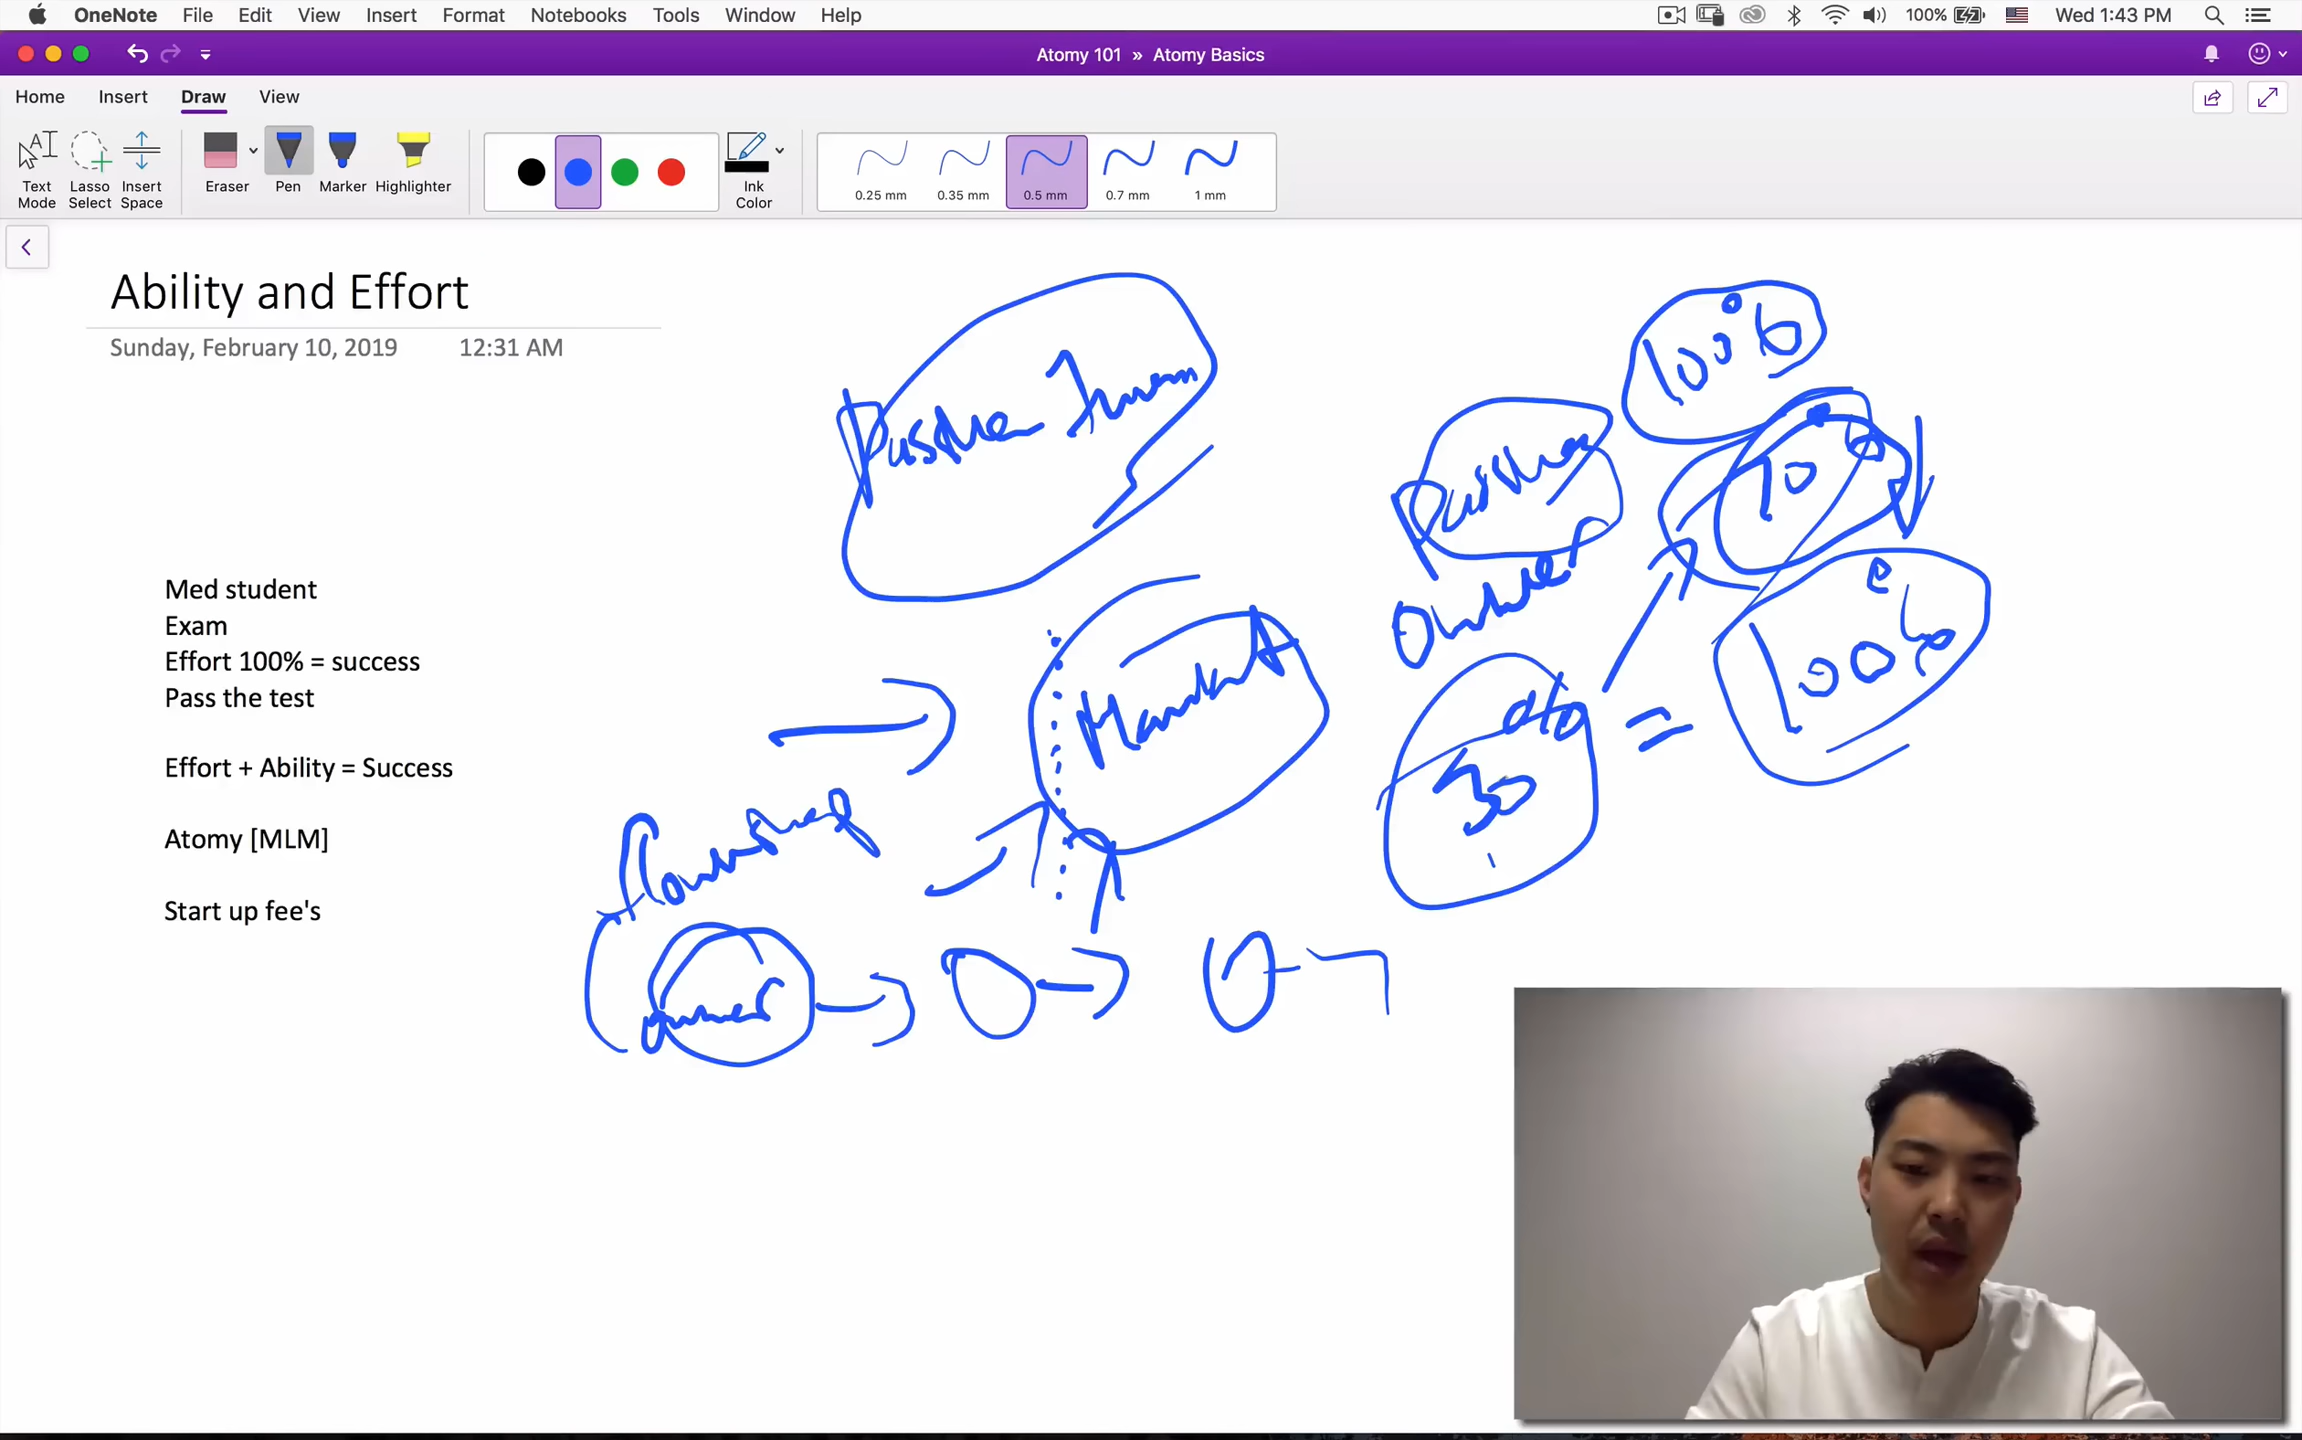 OneNote File Edit View Insert Format Notebooks Tools Window Help 100% Wed 1:43 PM
Atomy 101 » Atomy Basics
Home Insert Draw View
Text Mode
Lasso Select
Insert Space
Eraser
Pen
Marker
Highlighter
Ink Color
0.25 mm
0.35 mm
0.5 mm
0.7 mm
1 mm
Ability and Effort
Sunday, February 10, 2019 12:31 AM
Med student
Exam
Effort 100% = success
Pass the test
Effort + Ability = Success
Atomy [MLM]
Start up fee's
100%
10%
30
=
100%